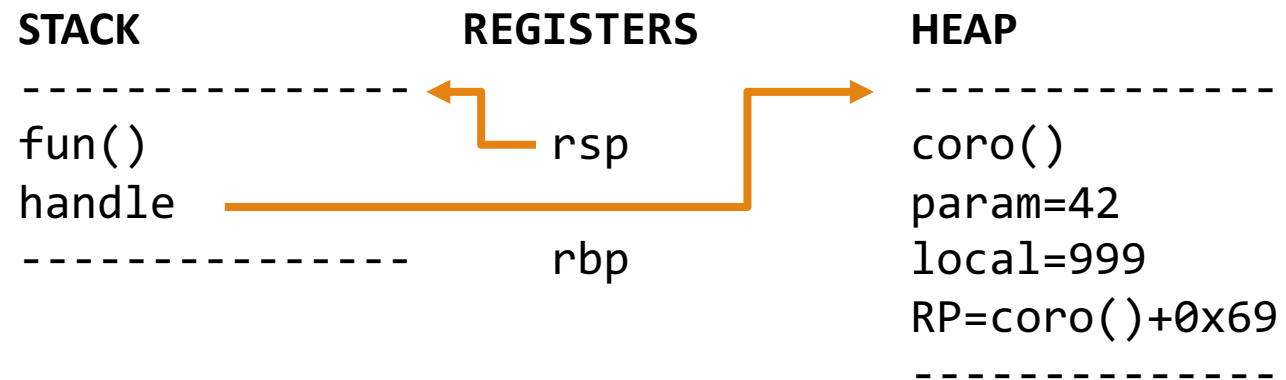 STACK
---------------
fun()
handle
---------------
REGISTERS
rsp
rbp
HEAP
--------------
coro()
param=42
local=999
RP=coro()+0x69
--------------